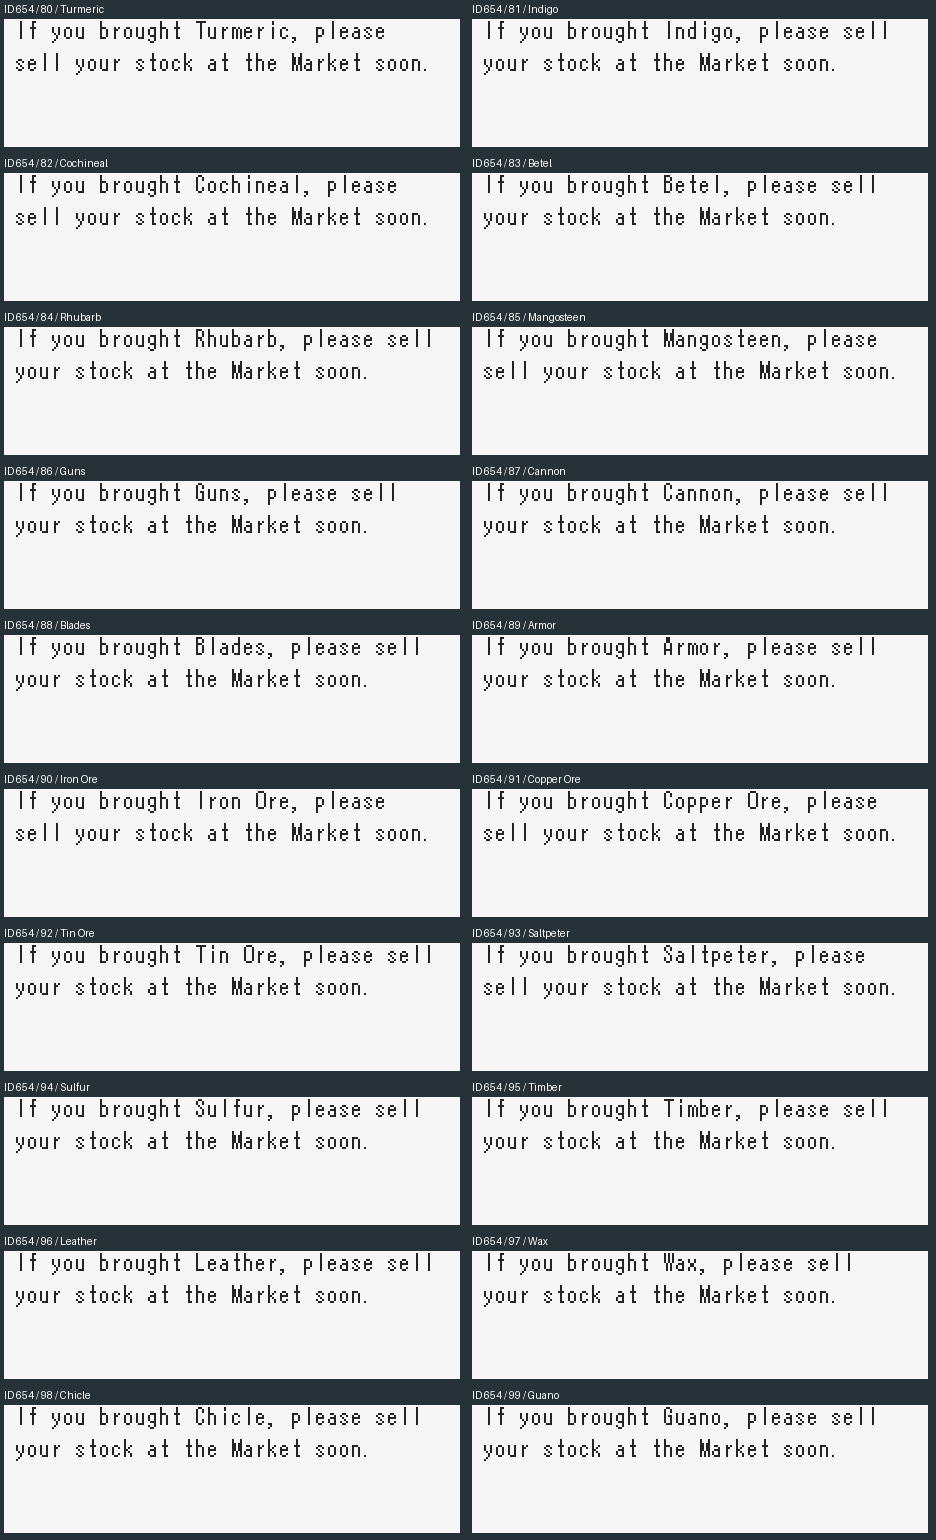 ID654/80/Turmeric
If you brought Turmeric, please
sell your stock at the Market soon.
ID654/81/Indigo
If you brought Indigo, please sell
your stock at the Market soon.
ID654/82/Cochineal
If you brought Cochineal, please
sell your stock at the Market soon.
ID654/83/Betel
If you brought Betel, please sell
your stock at the Market soon.
ID654/84/Rhubarb
If you brought Rhubarb, please sell
your stock at the Market soon.
ID654/85/Mangosteen
If you brought Mangosteen, please
sell your stock at the Market soon.
ID654/86/Guns
If you brought Guns, please sell
your stock at the Market soon.
ID654/87/Cannon
If you brought Cannon, please sell
your stock at the Market soon.
ID654/88/Blades
If you brought Blades, please sell
your stock at the Market soon.
ID654/89/Armor
If you brought Armor, please sell
your stock at the Market soon.
ID654/90/Iron Ore
If you brought Iron Ore, please
sell your stock at the Market soon.
ID654/91/Copper Ore
If you brought Copper Ore, please
sell your stock at the Market soon.
ID654/92/Tin Ore
If you brought Tin Ore, please sell
your stock at the Market soon.
ID654/93/Saltpeter
If you brought Saltpeter, please
sell your stock at the Market soon.
ID654/94/Sulfur
If you brought Sulfur, please sell
your stock at the Market soon.
ID654/95/Timber
If you brought Timber, please sell
your stock at the Market soon.
ID654/96/Leather
If you brought Leather, please sell
your stock at the Market soon.
ID654/97/Wax
If you brought Wax, please sell
your stock at the Market soon.
ID654/98/Chicle
If you brought Chicle, please sell
your stock at the Market soon.
ID654/99/Guano
If you brought Guano, please sell
your stock at the Market soon.